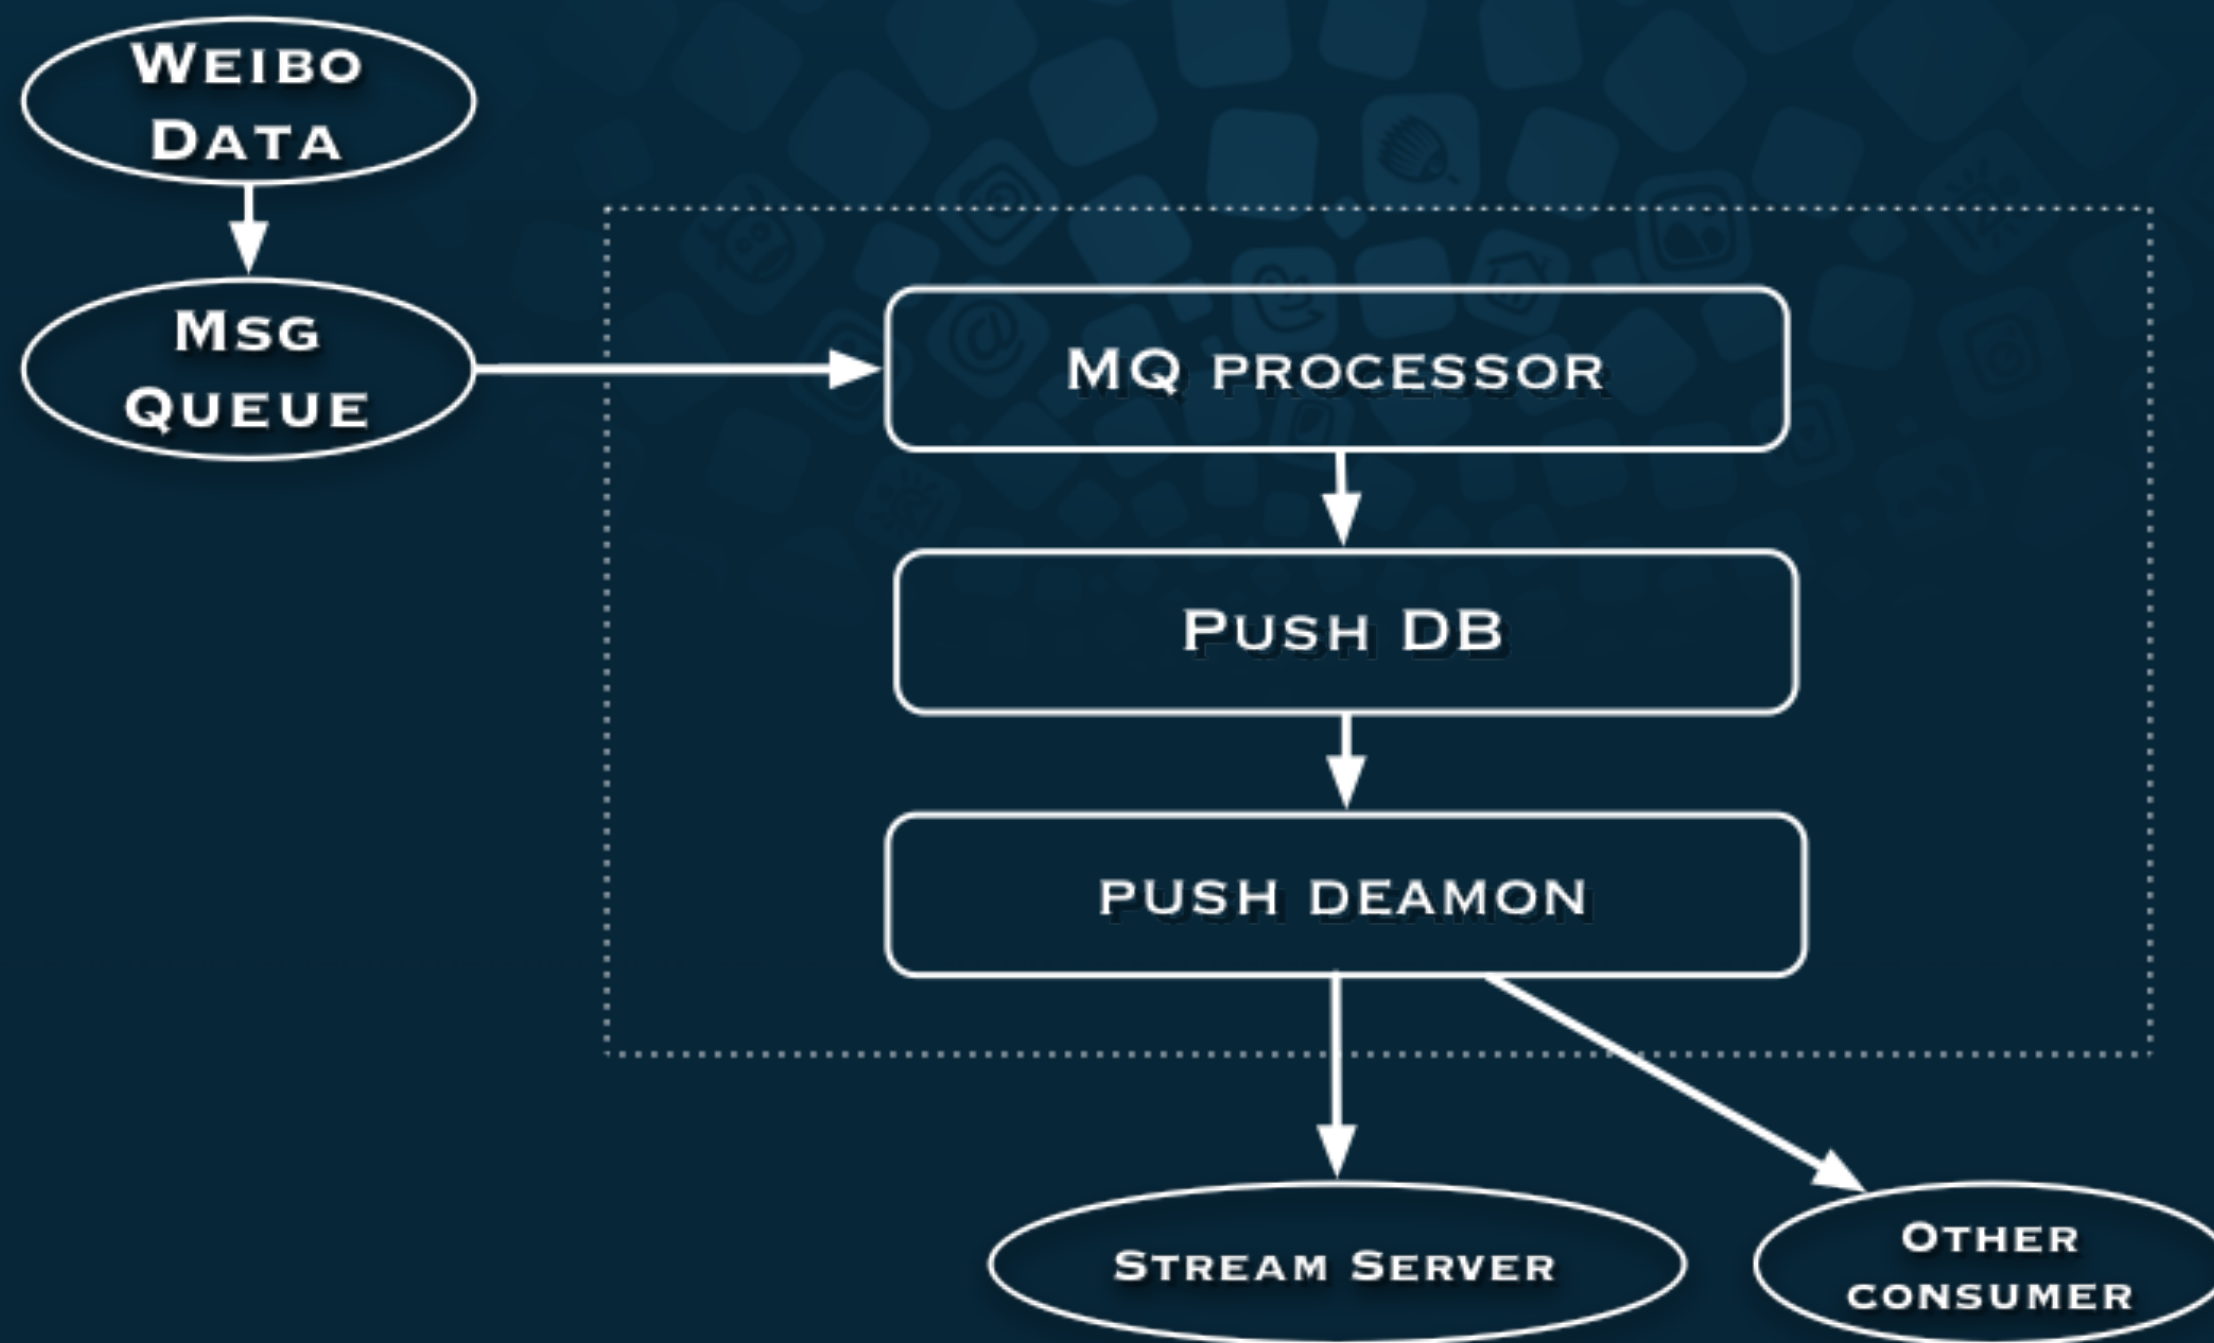 Weibo
Data
Msg
Queue
MQ processor
Push DB
push deamon
Stream Server
Other
consumer